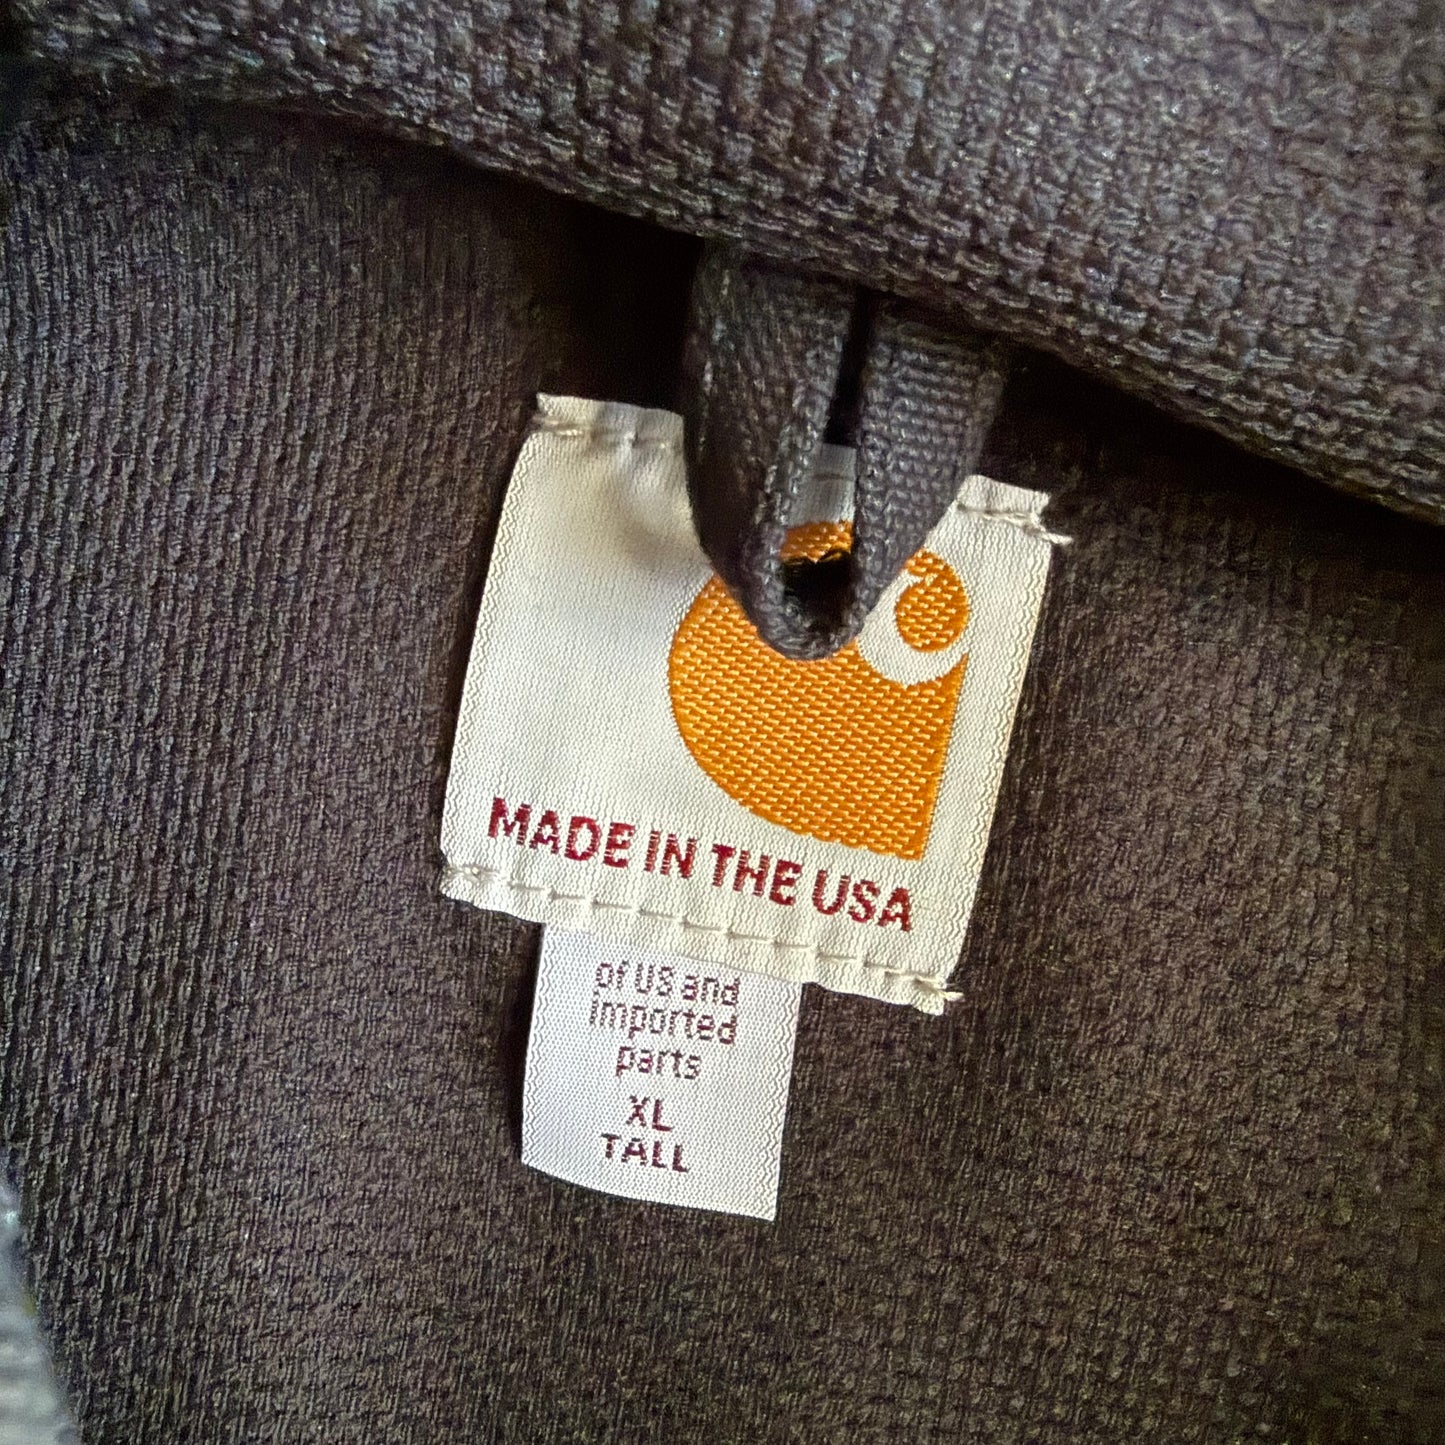 MADE IN THE USA
of US and
imported
parts
XL
TALL